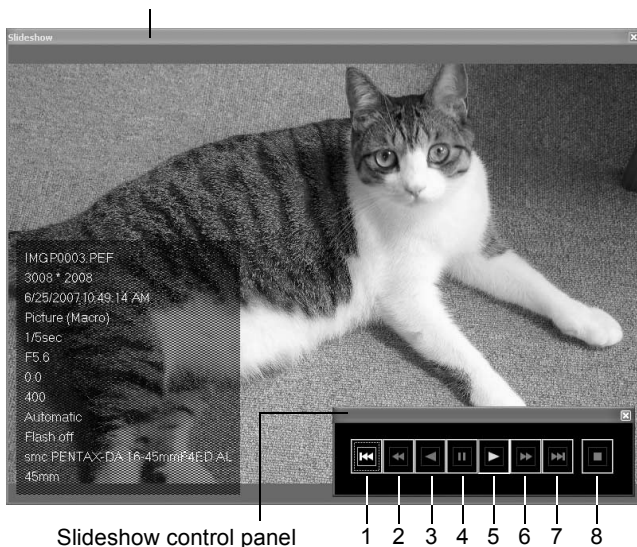 Slideshow
IMGP0003.PEF
3008 * 2008
6/25/2007 10:49:14 AM
Picture (Macro)
1/5sec
F5.6
0.0
400
Automatic
Flash off
smc PENTAX-DA 16-45mmF4ED AL
45mm
Slideshow control panel
1 2 3 4 5 6 7 8